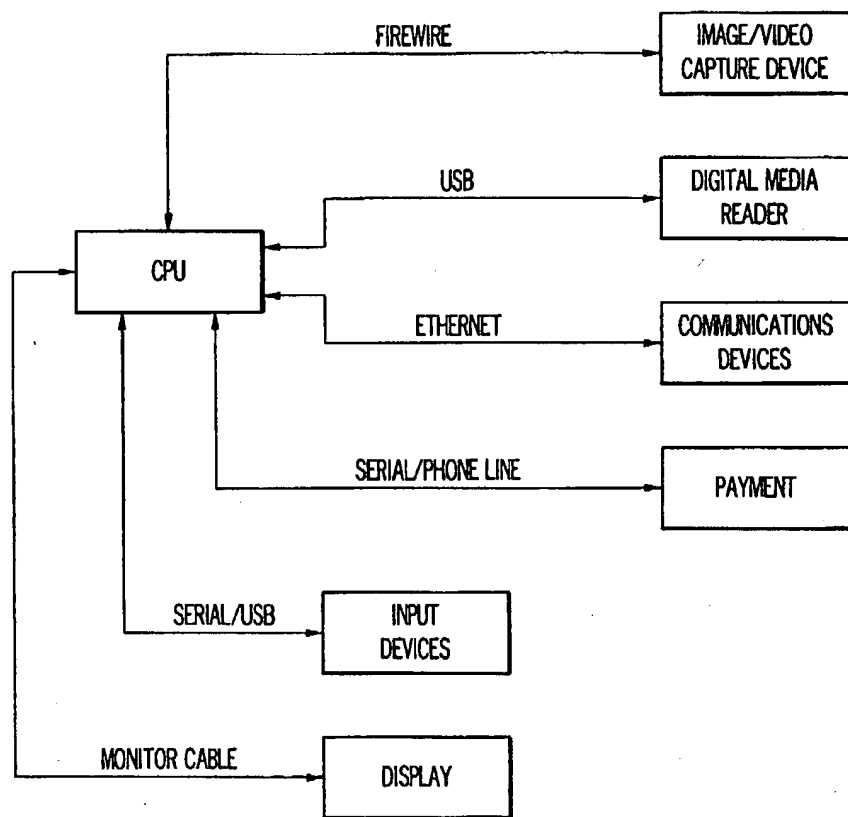 FIREWIRE
IMAGE/VIDEO
CAPTURE DEVICE
USB
DIGITAL MEDIA
READER
CPU
ETHERNET
COMMUNICATIONS
DEVICES
SERIAL/PHONE LINE
PAYMENT
SERIAL/USB
INPUT
DEVICES
MONITOR CABLE
DISPLAY